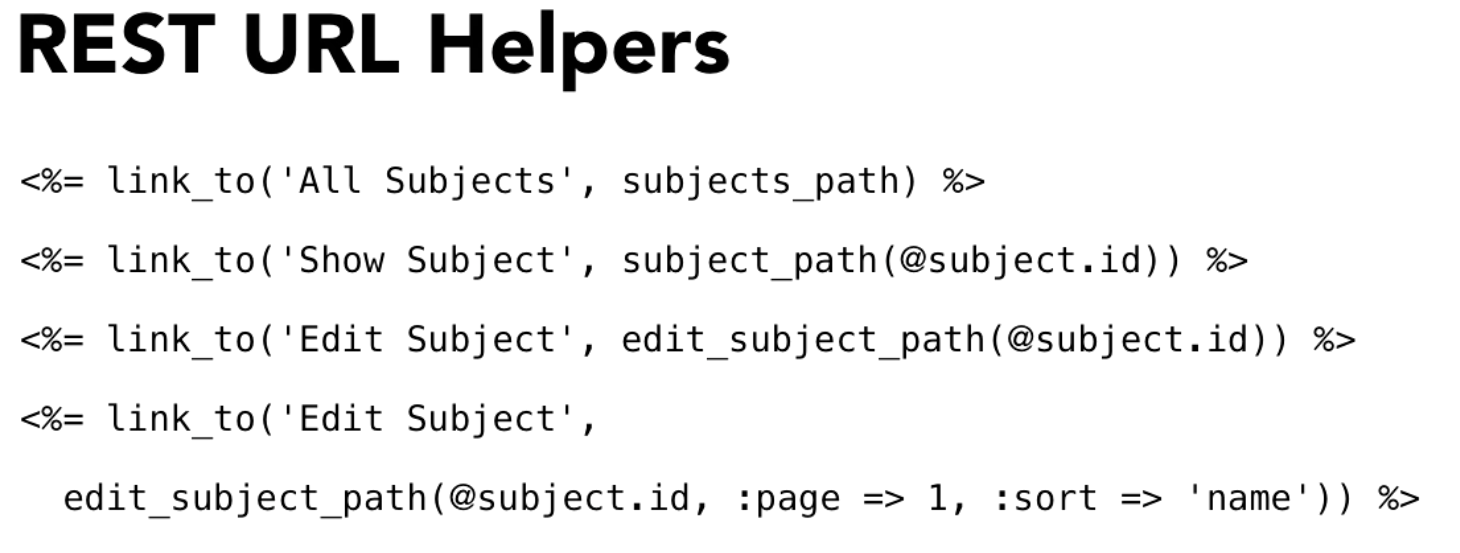 REST URL Helpers
<%= link_to('All Subjects', subjects_path) %>
<%= link_to('Show Subject', subject_path(@subject.id)) %>
<%= link_to('Edit Subject', edit_subject_path(@subject.id)) %>
<%= link_to('Edit Subject',
edit_subject_path(@subject.id, :page => 1, :sort => 'name')) %>